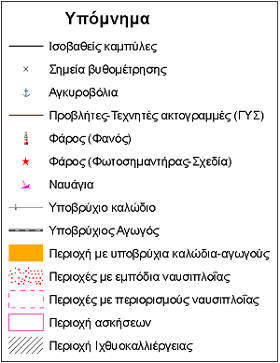 Υπόμνημα
Ισοβαθείς καμπύλες
Σημεία βυθομέτρησης
Αγκυροβόλια
Προβλήτες-Τεχνητές ακτογραμμές (ΓΥΣ)
Φάρος (Φανός)
Φάρος (Φωτοσημαντήρας-Σχεδία)
Ναυάγια
Υποβρύχιο καλώδιο
Υποβρύχιος Αγωγός
Περιοχή με υποβρύχια καλώδια-αγωγούς
Περιοχές με εμπόδια ναυσιπλοΐας
Περιοχές με περιορισμούς ναυσιπλοΐας
Περιοχή ασκήσεων
Περιοχή Ιχθυοκαλλιέργειας